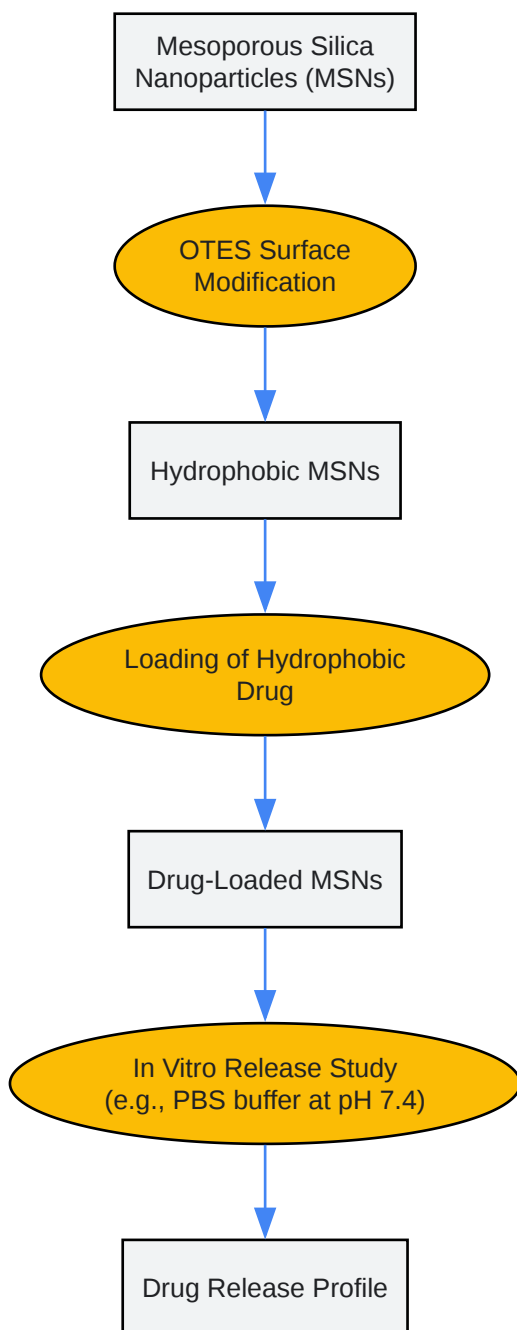 Mesoporous Silica
Nanoparticles (MSNs)
OTES Surface
Modification
Hydrophobic MSNs
Loading of Hydrophobic
Drug
Drug-Loaded MSNs
In Vitro Release Study
(e.g., PBS buffer at pH 7.4)
Drug Release Profile